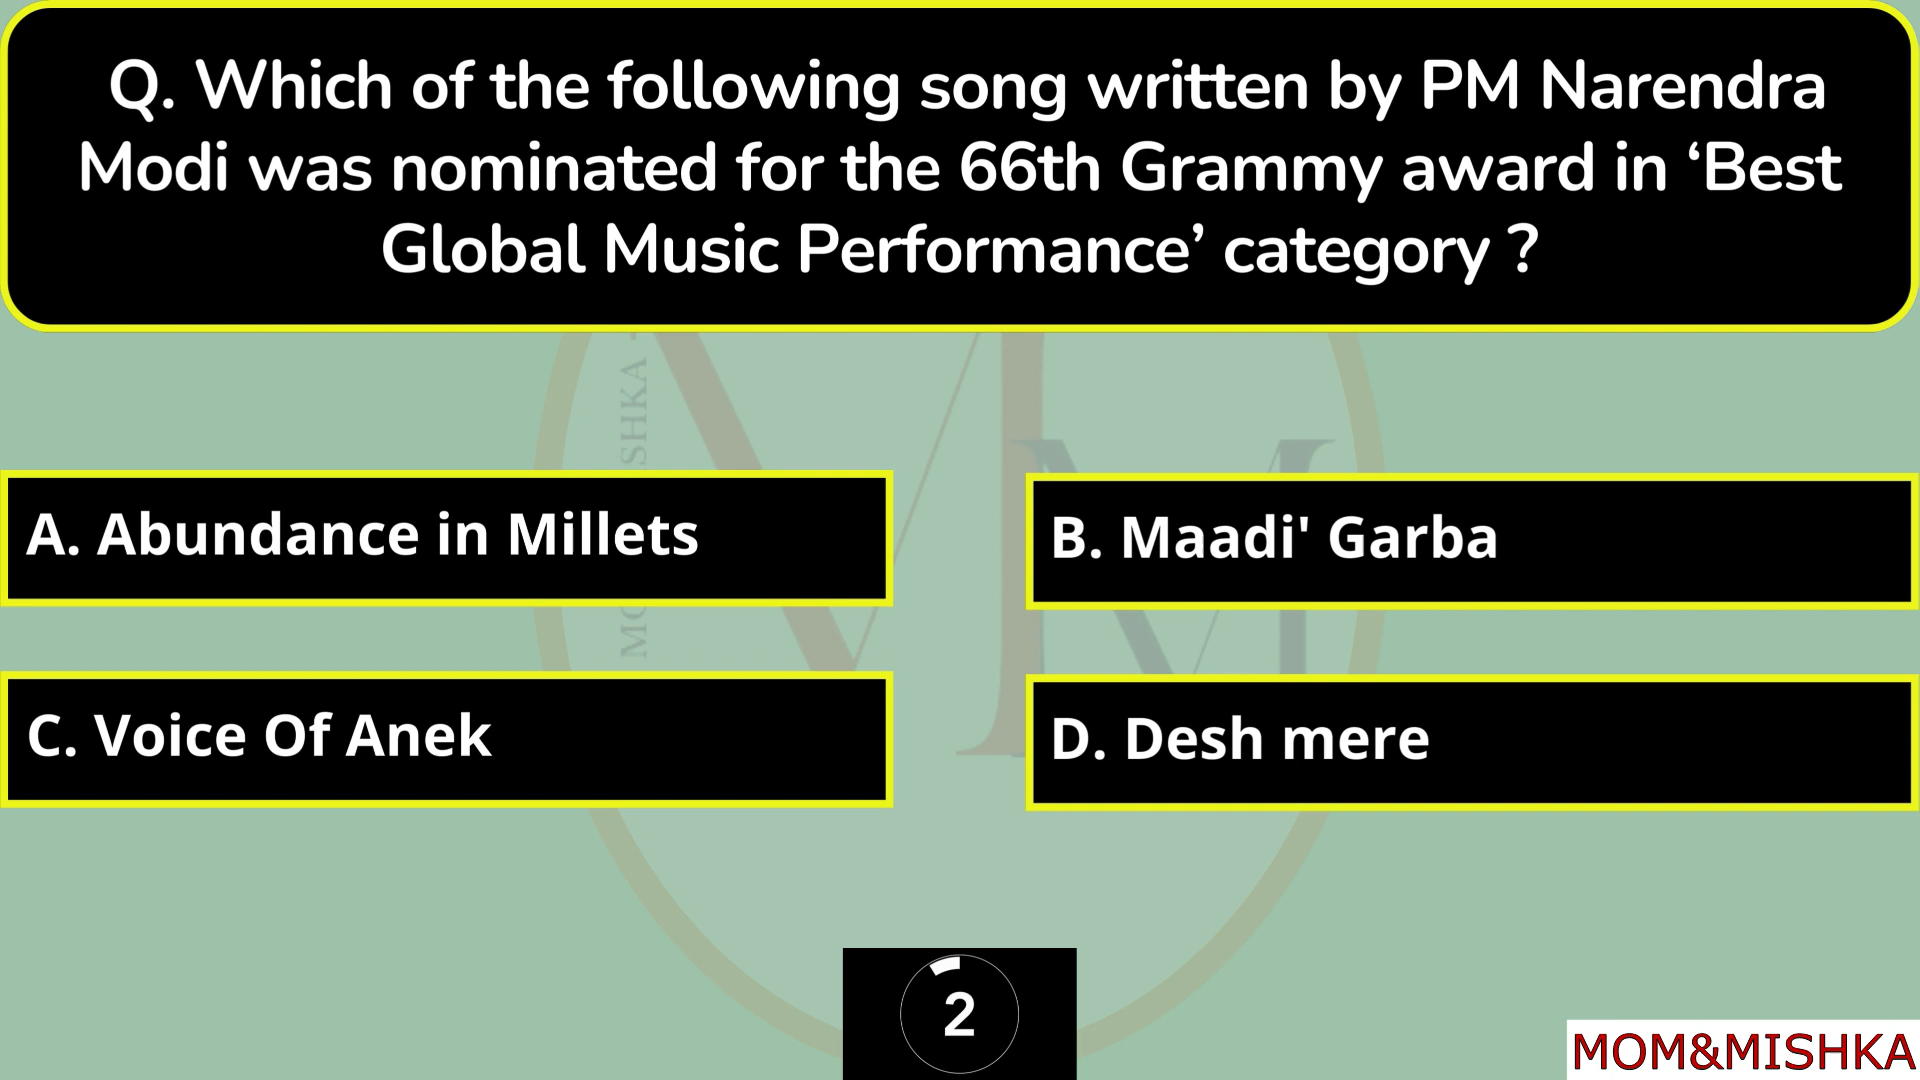 Q. Which of the following song written by PM Narendra
Modi was nominated for the 66th Grammy award in ‘Best
Global Music Performance’ category ?
A. Abundance in Millets
B. Maadi' Garba
C. Voice Of Anek
D. Desh mere
2
MOM&MISHKA